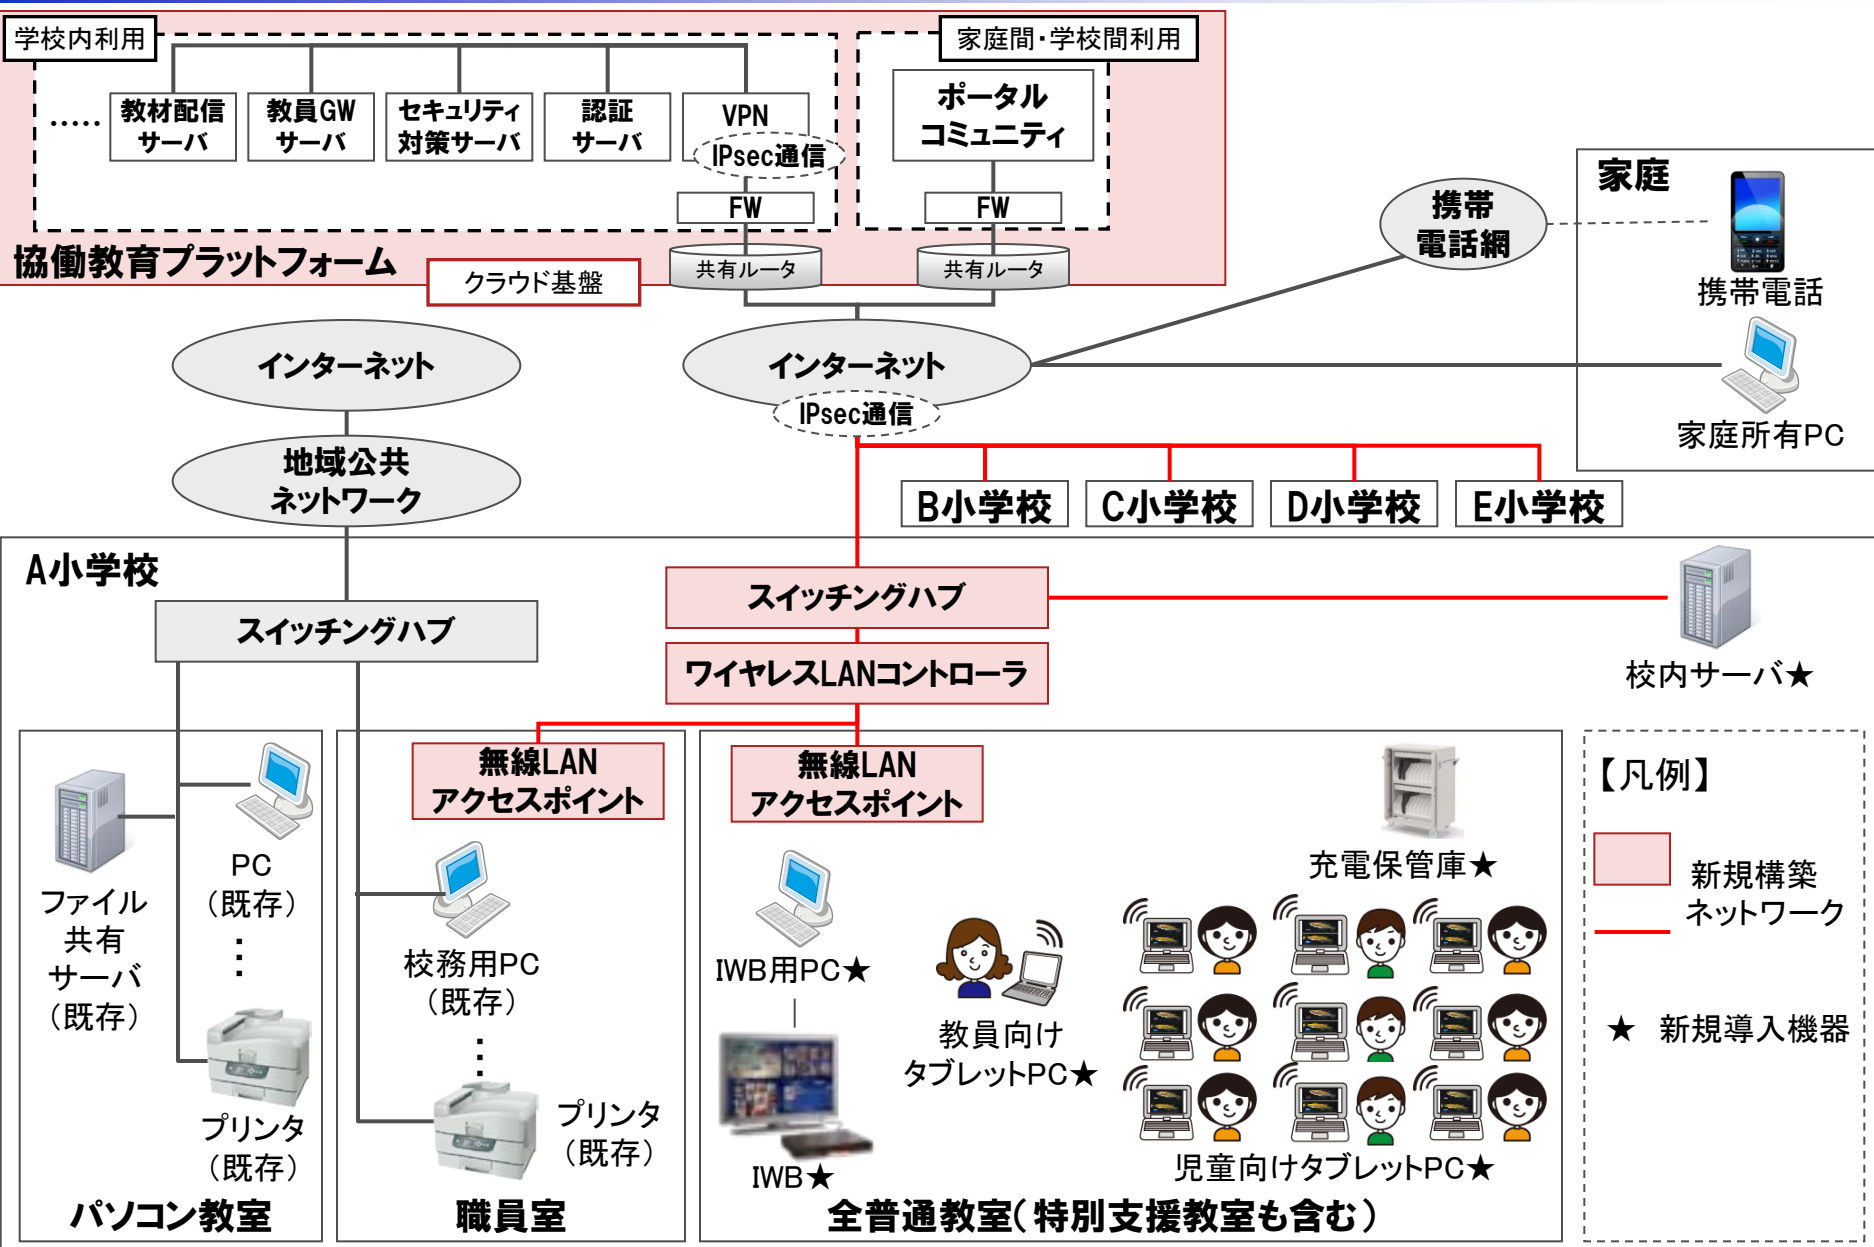 学校内利用
家庭間・学校間利用
‥‥‥
教材配信
サーバ
教員GW
サーバ
セキュリティ
対策サーバ
認証
サーバ
VPN
IPsec通信
FW
ポータル
コミュニティ
FW
協働教育プラットフォーム
クラウド基盤
共有ルータ
共有ルータ
携帯
電話網
家庭
携帯電話
家庭所有PC
インターネット
インターネット
IPsec通信
地域公共
ネットワーク
B小学校
C小学校
D小学校
E小学校
A小学校
スイッチングハブ
スイッチングハブ
ワイヤレスLANコントローラ
校内サーバ★
無線LAN
アクセスポイント
無線LAN
アクセスポイント
ファイル
共有
サーバ
（既存）
PC
（既存）
プリンタ
（既存）
パソコン教室
校務用PC
（既存）
プリンタ
（既存）
職員室
IWB用PC★
IWB★
教員向け
タブレットPC★
充電保管庫★
児童向けタブレットPC★
全普通教室（特別支援教室も含む）
【凡例】
新規構築
ネットワーク
★ 新規導入機器